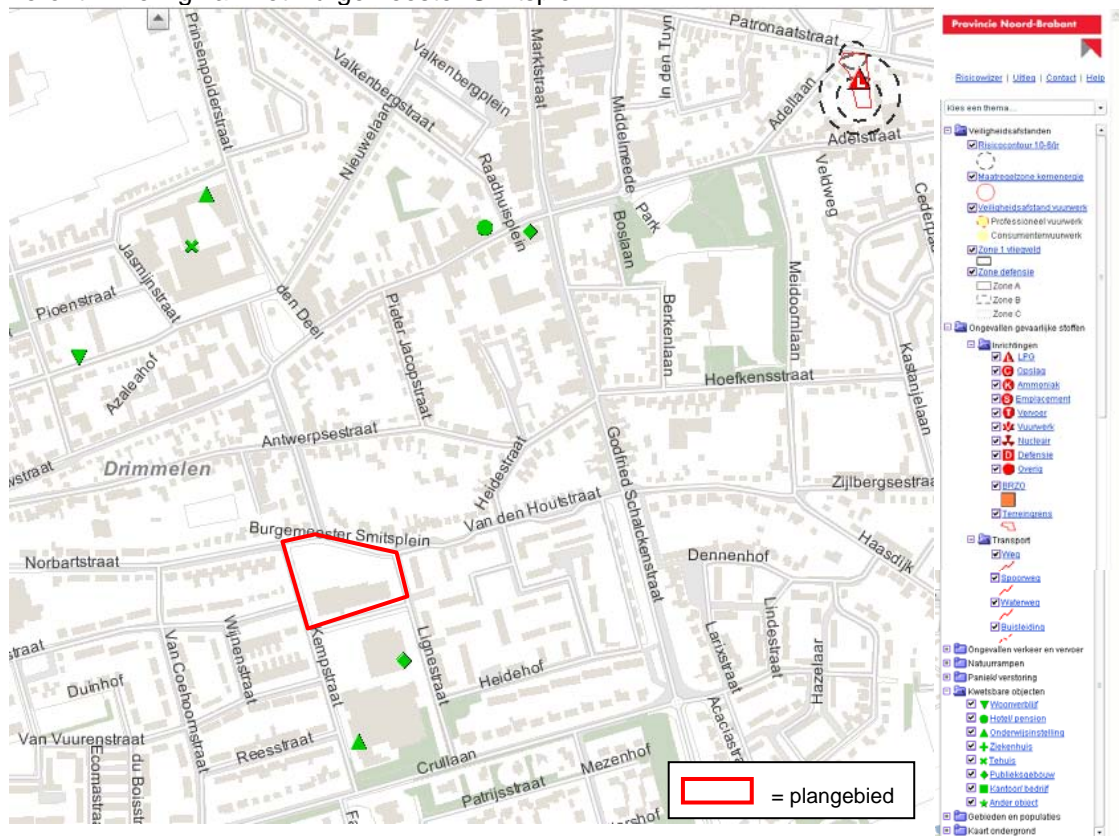 Patronaatstraat
In den Tuyn
Marktstraat
Prinsenpolderstraat
Valkenbergplein
Valkenbergstraat
Nieuwelaan
Adellaan
Adelstraat
Middelmeede
Raadhuisplein
Veldweg
Park
Boslaan
Jasmijnstraat
Pioenstraat
den Deel
Pieter Jacopstraat
Berkenlaan
Meidoornlaan
Kastanjelaan
Azaleahof
Hoefkensstraat
Antwerpsestraat
Heidestraat
Godfried Schalckenstraat
Drimmelen
Van den Houtstraat
Burgemeester Smitsplein
Haasdijk
Norbartstraat
Dennenhof
Wijnenstraat
Kempstraat
Lignestraat
Van Coehoornstraat
Larixstraat
Lindestraat
Hazelaar
Duinhof
Heidehof
Van Vuurenstraat
Reesstraat
Acaciastraat
Crullaan
Mezenhof
Patrijsstraat
= plangebied
Provincie Noord-Brabant
Risicowijzer | Uitleg | Contact | Help
Kies een thema...
Veiligheidsafstanden
Risicocontour 10-6/jr
Maatregelzone kernenergie
Veiligheidsafstand vuurwerk
Professioneel vuurwerk
Consumentenvuurwerk
Zone 1 vliegveld
Zone defensie
Zone A
Zone B
Zone C
Ongevallen gevaarlijke stoffen
Inrichtingen
LPG
Opslag
Ammoniak
Emplacement
Vervoer
Vuurwerk
Nucleair
Defensie
Overig
BRZO
Terreingrens
Transport
Weg
Spoorweg
Waterweg
Buisleiding
Ongevallen verkeer en vervoer
Natuurrampen
Paniek/ verstoring
Kwetsbare objecten
Woonverblijf
Hotel/ pension
Onderwijsinstelling
Ziekenhuis
Tehuis
Publieksgebouw
Kantoor/ bedrijf
Ander object
Gebieden en populaties
Kaart ondergrond